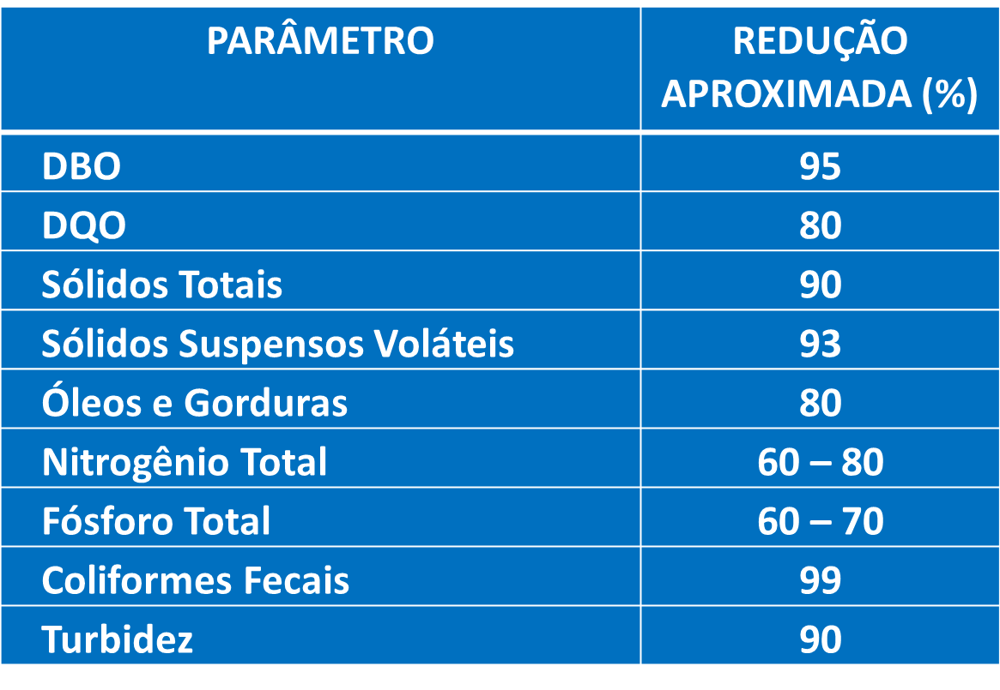 PARÂMETRO REDUÇÃO
APROXIMADA (%)
DBO 95
DQO 80
Sólidos Totais 90
Sólidos Suspensos Voláteis 93
Óleos e Gorduras 80
Nitrogênio Total 60 – 80
Fósforo Total 60 – 70
Coliformes Fecais 99
Turbidez 90